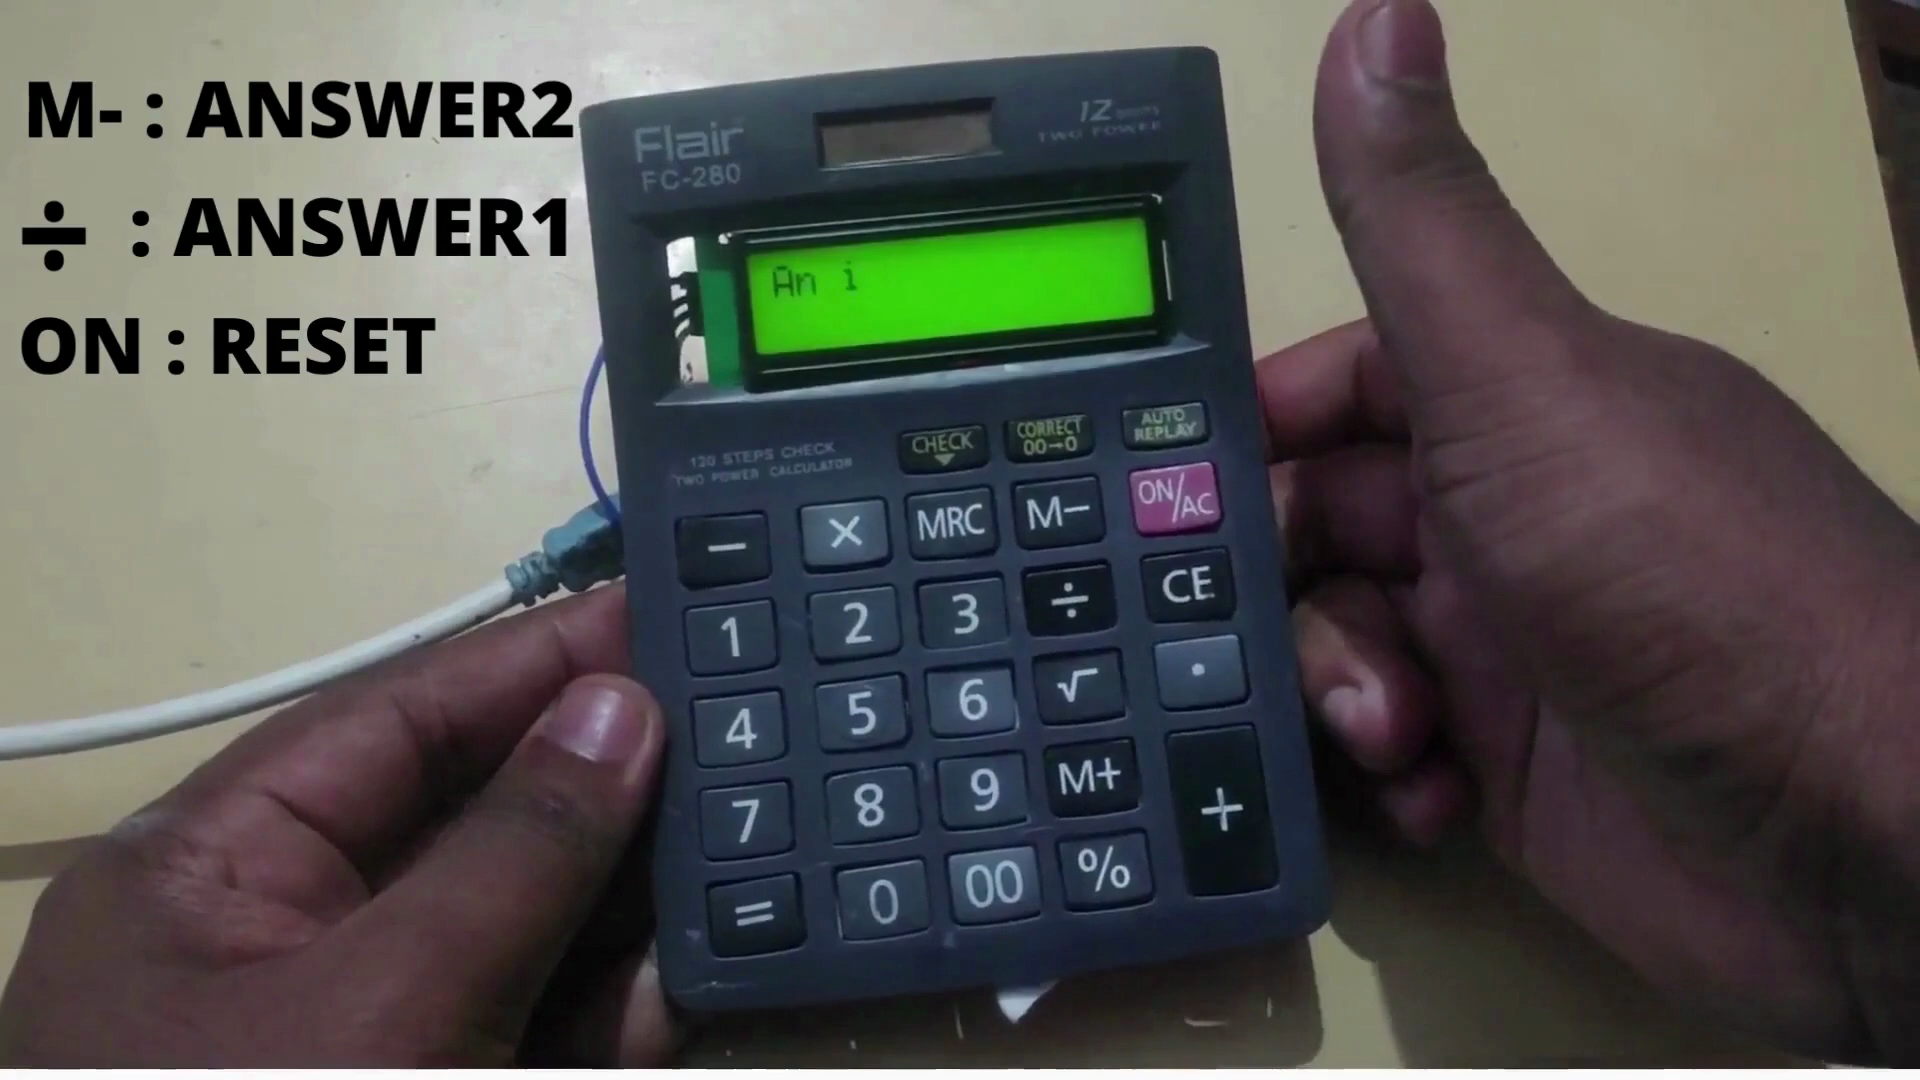 M- : ANSWER2
÷ : ANSWER1
ON : RESET
Flair
FC-280
12 DIGITS
TWO POWER
An i
120 STEPS CHECK
TWO POWER CALCULATOR
CHECK
CORRECT
00→0
AUTO
REPLAY
− × MRC M− ON/AC
1 2 3 ÷ CE
4 5 6 √ ·
7 8 9 M+ +
= 0 00 %